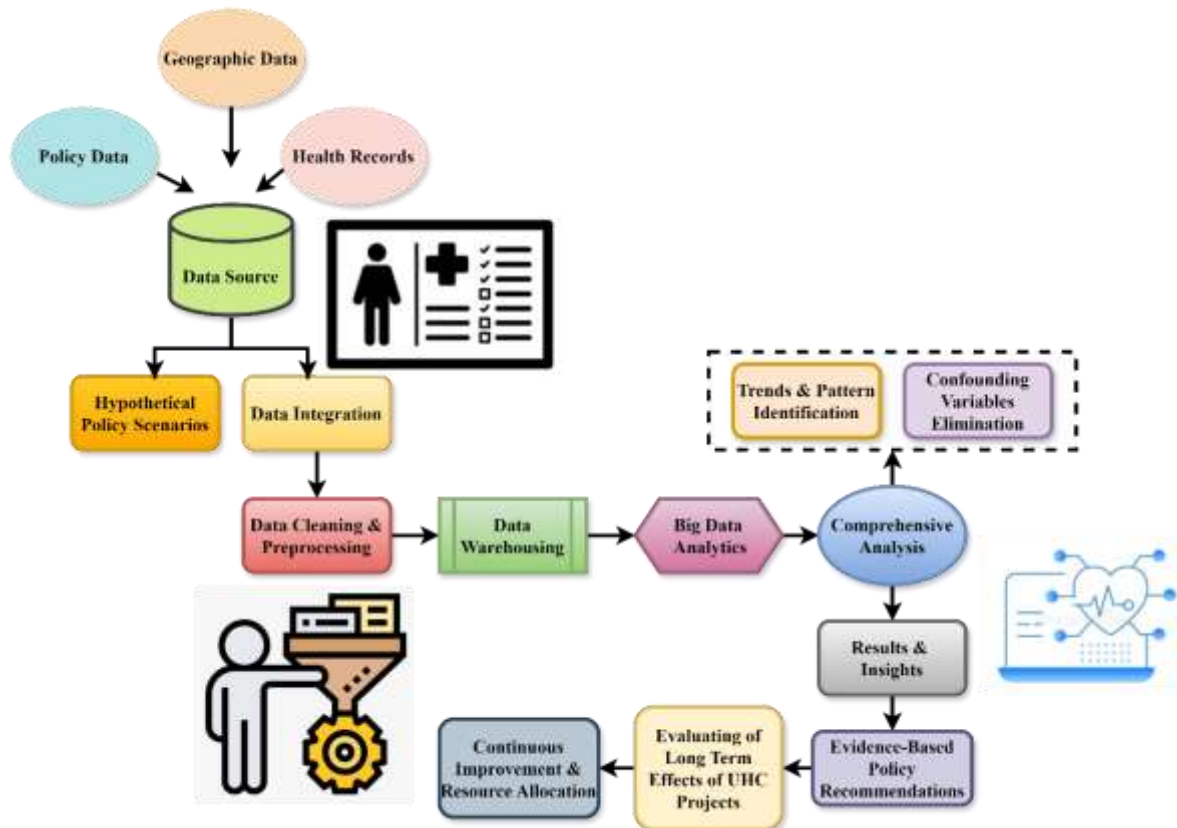 Geographic Data
Policy Data
Health Records
Data Source
Hypothetical
Policy Scenarios
Data Integration
Trends & Pattern
Identification
Confounding
Variables
Elimination
Data Cleaning &
Preprocessing
Data
Warehousing
Big Data
Analytics
Comprehensive
Analysis
Results &
Insights
Continuous
Improvement &
Resource Allocation
Evaluating of
Long Term
Effects of UHC
Projects
Evidence-Based
Policy
Recommendations